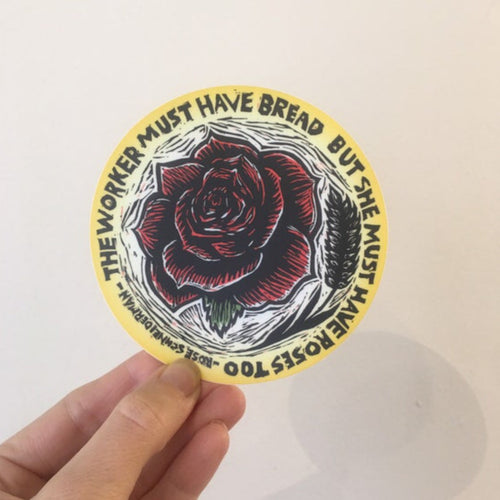 THE WORKER MUST HAVE BREAD BUT SHE MUST HAVE ROSES TOO
-ROSE SCHNEIDERMAN-